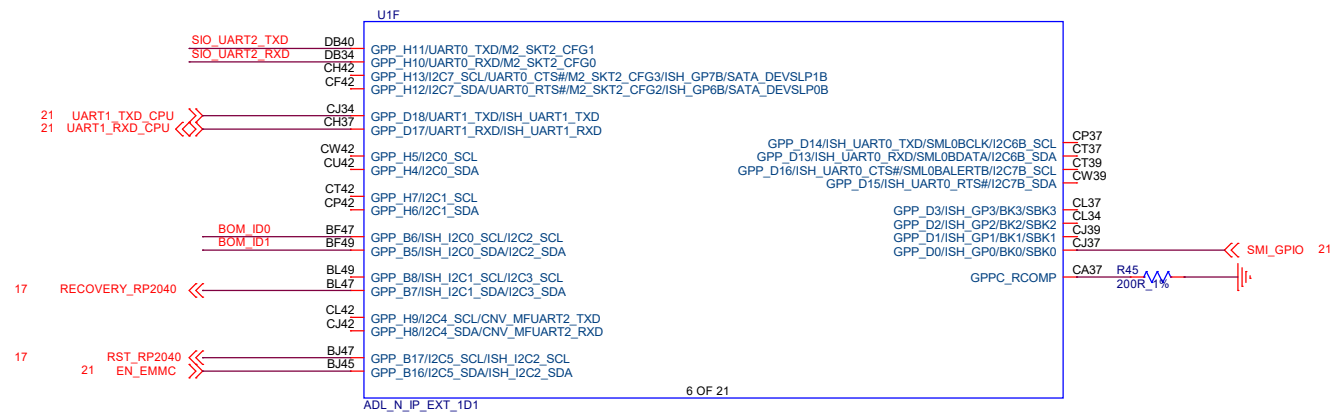 U1F
SIO_UART2_TXD DB40 GPP_H11/UART0_TXD/M2_SKT2_CFG1
SIO_UART2_RXD DB34 GPP_H10/UART0_RXD/M2_SKT2_CFG0
CH42 GPP_H13/I2C7_SCL/UART0_CTS#/M2_SKT2_CFG3/ISH_GP7B/SATA_DEVSLP1B
CF42 GPP_H12/I2C7_SDA/UART0_RTS#/M2_SKT2_CFG2/ISH_GP6B/SATA_DEVSLP0B
21 UART1_TXD_CPU CJ34 GPP_D18/UART1_TXD/ISH_UART1_TXD
21 UART1_RXD_CPU CH37 GPP_D17/UART1_RXD/ISH_UART1_RXD
GPP_D14/ISH_UART0_TXD/SML0BCLK/I2C6B_SCL CP37
CW42 GPP_H5/I2C0_SCL GPP_D13/ISH_UART0_RXD/SML0BDATA/I2C6B_SDA CT37
CU42 GPP_H4/I2C0_SDA GPP_D16/ISH_UART0_CTS#/SML0BALERTB/I2C7B_SCL CT39
GPP_D15/ISH_UART0_RTS#/I2C7B_SDA CW39
CT42 GPP_H7/I2C1_SCL
CP42 GPP_H6/I2C1_SDA GPP_D3/ISH_GP3/BK3/SBK3 CL37
GPP_D2/ISH_GP2/BK2/SBK2 CL34
BOM_ID0 BF47 GPP_B6/ISH_I2C0_SCL/I2C2_SCL GPP_D1/ISH_GP1/BK1/SBK1 CJ39
BOM_ID1 BF49 GPP_B5/ISH_I2C0_SDA/I2C2_SDA GPP_D0/ISH_GP0/BK0/SBK0 CJ37 SMI_GPIO 21
BL49 GPP_B8/ISH_I2C1_SCL/I2C3_SCL GPPC_RCOMP CA37 R45
17 RECOVERY_RP2040 BL47 GPP_B7/ISH_I2C1_SDA/I2C3_SDA 200R_1%
CL42 GPP_H9/I2C4_SCL/CNV_MFUART2_TXD
CJ42 GPP_H8/I2C4_SDA/CNV_MFUART2_RXD
17 RST_RP2040 BJ47 GPP_B17/I2C5_SCL/ISH_I2C2_SCL
21 EN_EMMC BJ45 GPP_B16/I2C5_SDA/ISH_I2C2_SDA
6 OF 21
ADL_N_IP_EXT_1D1